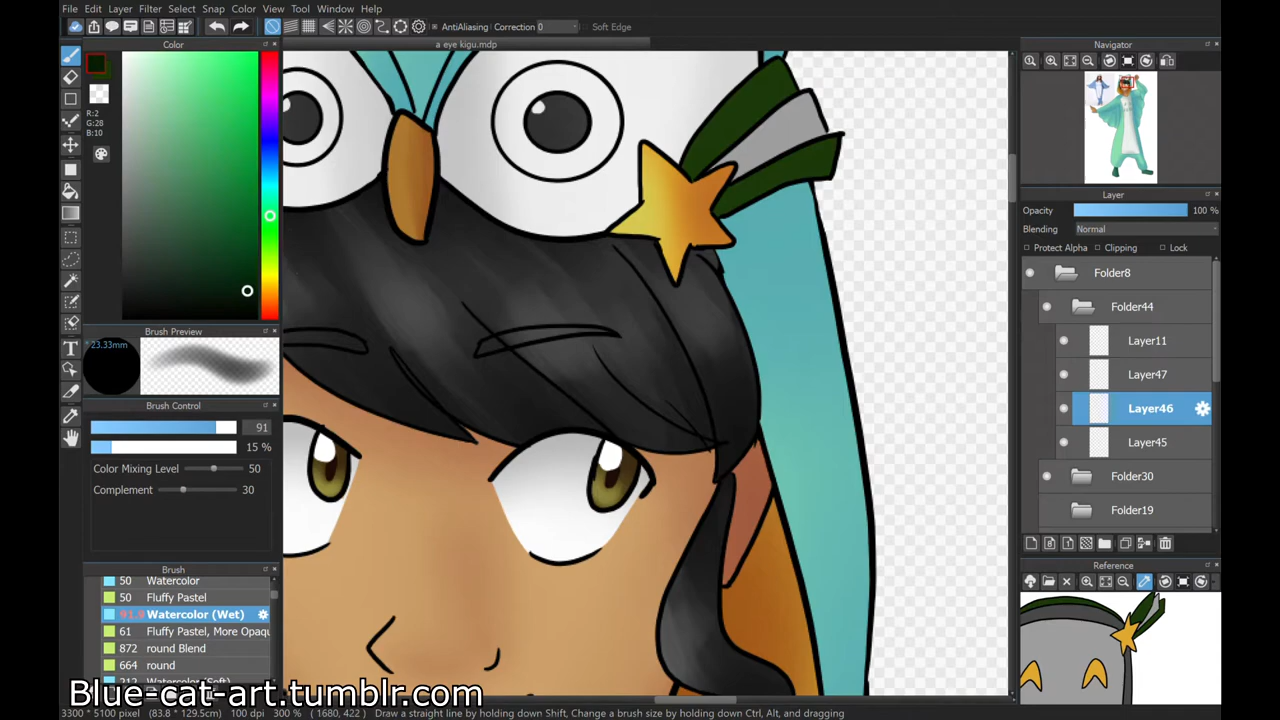 File Edit Layer Filter Select Snap Color View Tool Window Help
AntiAliasing Correction 0 Soft Edge
Color
a eye kigu.mdp
Navigator
R:2
G:28
B:10
Brush Preview
23.33mm
Brush Control
91
15 %
Color Mixing Level 50
Complement 30
Brush
50 Watercolor
50 Fluffy Pastel
91.9 Watercolor (Wet)
61 Fluffy Pastel, More Opaqu
872 round Blend
664 round
212 Watercolor(Soft)
Layer
Opacity 100 %
Blending Normal
Protect Alpha Clipping Lock
Folder8
Folder44
Layer11
Layer47
Layer46
Layer45
Folder30
Folder19
Reference
Blue-cat-art.tumblr.com
3300 * 5100 pixel (83.8 * 129.5cm) 100 dpi 300 % ( 1680, 422 ) Draw a straight line by holding down Shift, Change a brush size by holding down Ctrl, Alt, and dragging